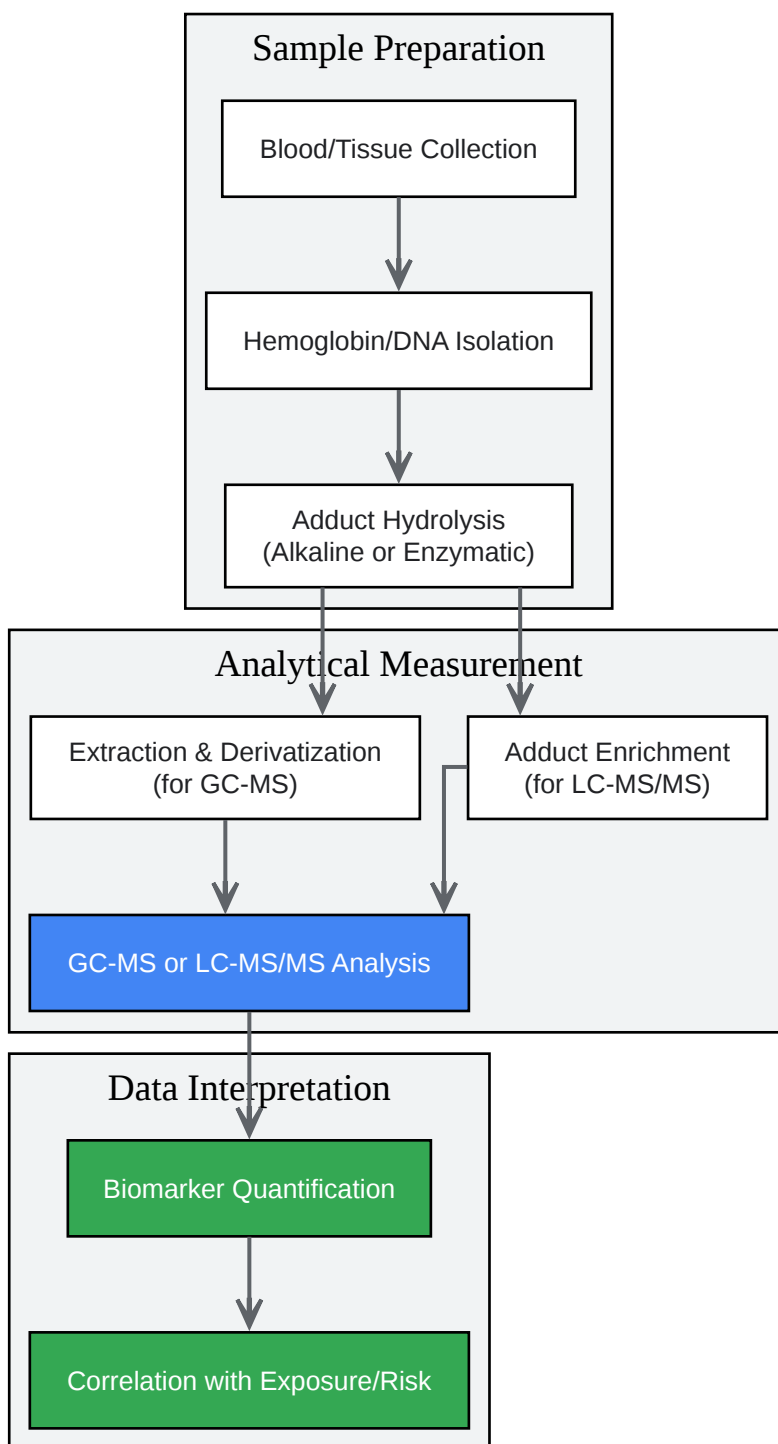 Sample Preparation
Blood/Tissue Collection
Hemoglobin/DNA Isolation
Adduct Hydrolysis
(Alkaline or Enzymatic)
Analytical Measurement
Extraction & Derivatization
(for GC-MS)
Adduct Enrichment
(for LC-MS/MS)
GC-MS or LC-MS/MS Analysis
Data Interpretation
Biomarker Quantification
Correlation with Exposure/Risk